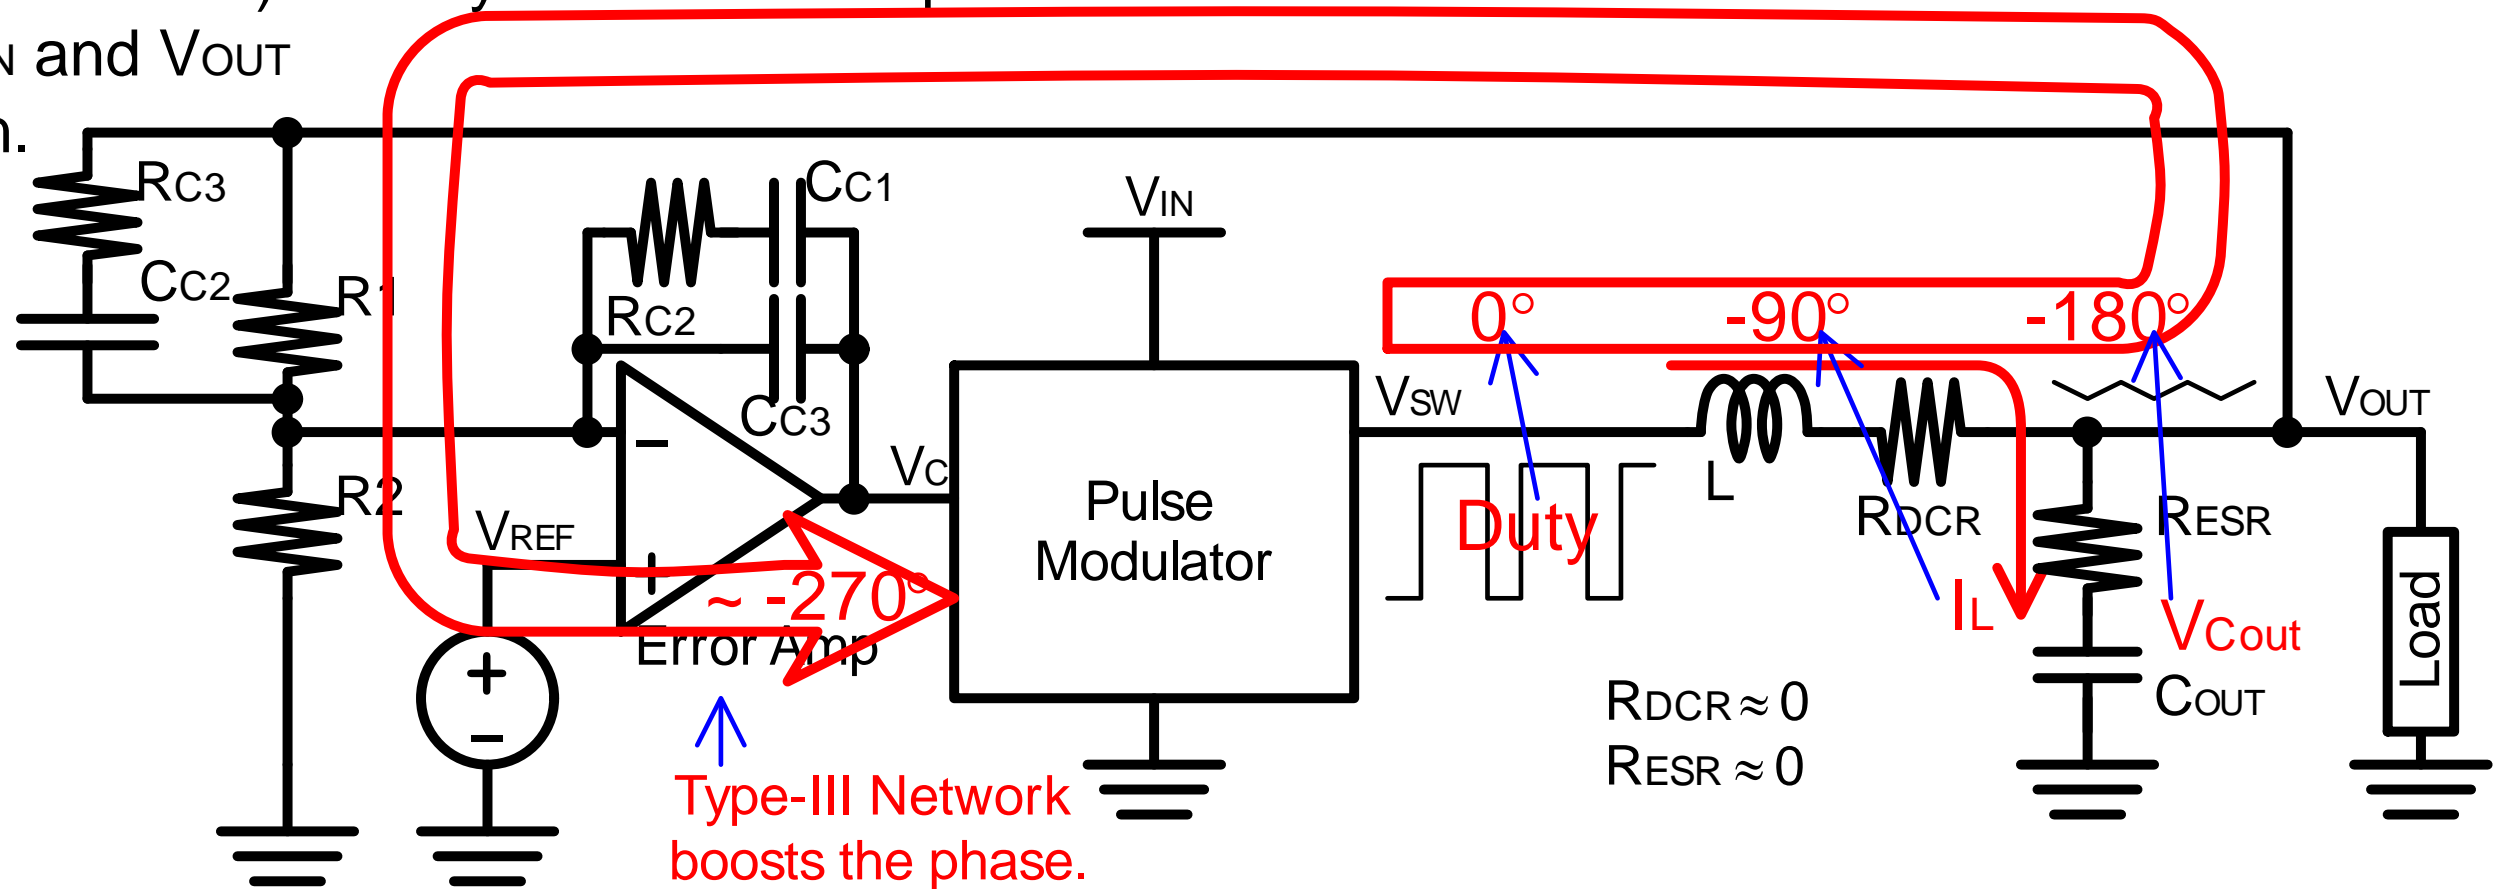 N and VOUT
n.
RC3
CC1
VIN
CC2
R1
RC2
0°
-90°
-180°
CC3
VSW
VOUT
−
VC
L
RDCR
RESR
R2
VREF
Pulse
Modulator
Duty
+
~ -270°
IL
VCout
Load
Error Amp
+
−
RDCR ≈ 0
COUT
RESR ≈ 0
Type-III Network
boosts the phase.